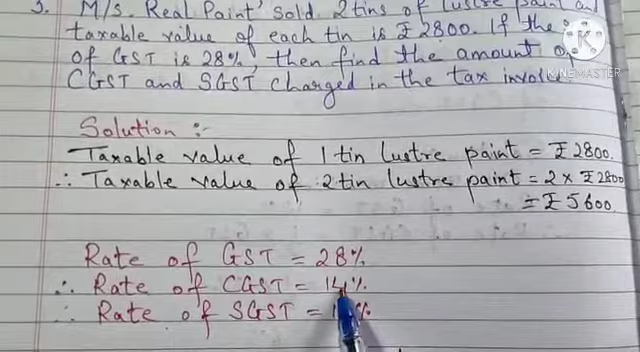 3. M/s. Real Paint sold 2 tins of lustre paint and
taxable value of each tin is ₹2800. If the
of GST is 28%, then find the amount of
CGST and SGST charged in the tax
KINEMASTER
Solution :-
Taxable value of 1 tin lustre paint = ₹2800.
∴ Taxable value of 2 tin lustre paint = 2 × ₹2800
= ₹5600.
Rate of GST = 28%
∴ Rate of CGST = 14%
∴ Rate of SGST = %